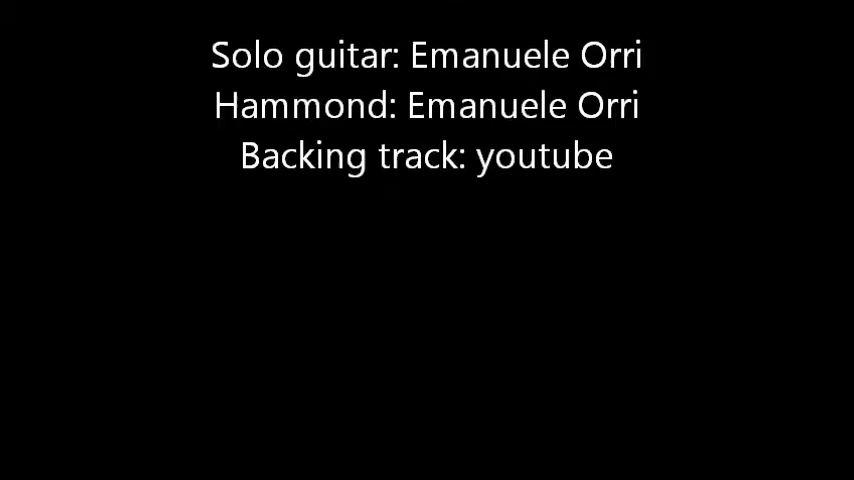 Solo guitar: Emanuele Orri
Hammond: Emanuele Orri
Backing track: youtube